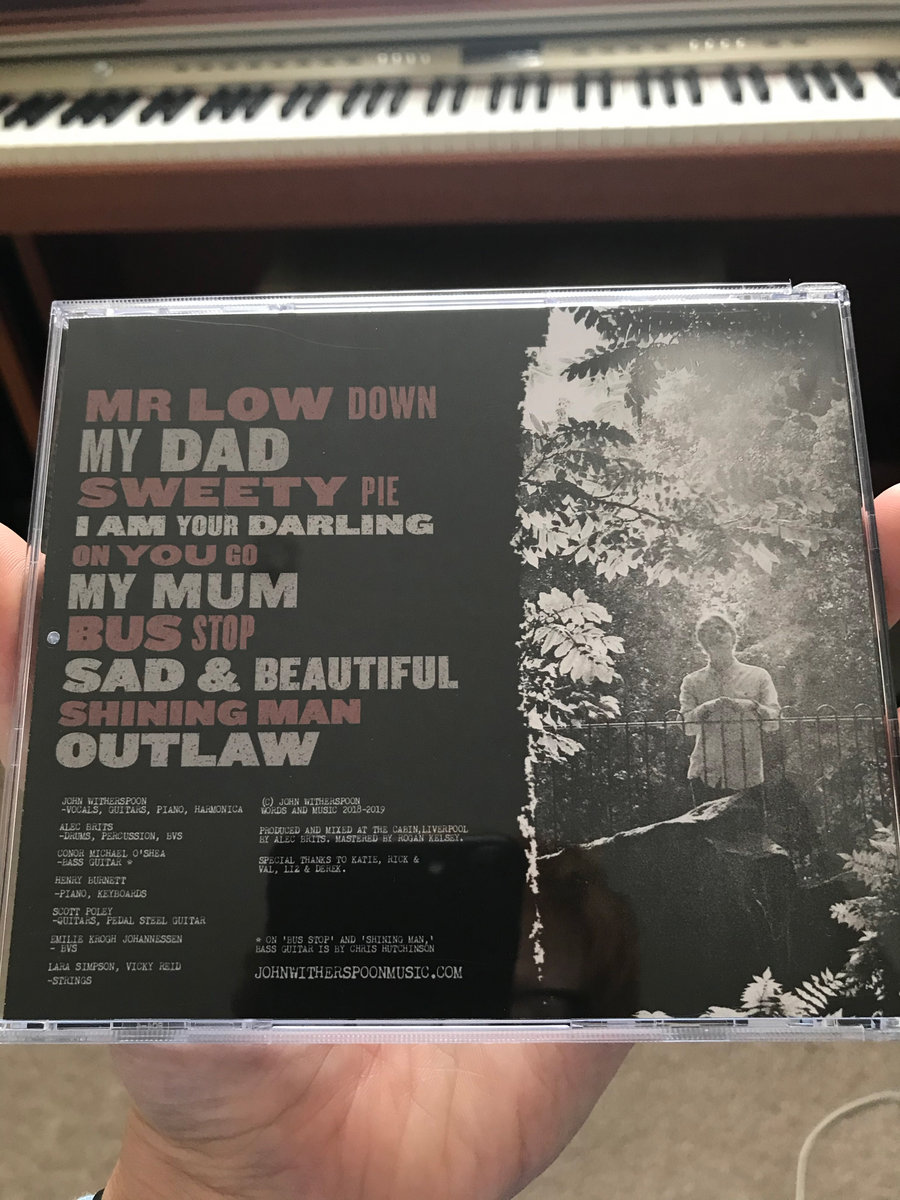 MR LOW DOWN
MY DAD
SWEETY PIE
I AM YOUR DARLING
ON YOU GO
MY MUM
BUS STOP
SAD & BEAUTIFUL
SHINING MAN
OUTLAW
JOHN WITHERSPOON
-VOCALS, GUITARS, PIANO, HARMONICA
ALEC BRITS
-DRUMS, PERCUSSION, BVS
CONOR MICHAEL O'SHEA
-BASS GUITAR *
HENRY BURNETT
-PIANO, KEYBOARDS
SCOTT POLEY
-GUITARS, PEDAL STEEL GUITAR
EMILIE KROGH JOHANNESSEN
- BVS
LARA SIMPSON, VICKY REID
-STRINGS
(C) JOHN WITHERSPOON
WORDS AND MUSIC 2018-2019
PRODUCED AND MIXED AT THE CABIN,LIVERPOOL
BY ALEC BRITS. MASTERED BY ROGAN KELSEY.
SPECIAL THANKS TO KATIE, RICK &
VAL, LIZ & DEREK.
* ON 'BUS STOP' AND 'SHINING MAN,'
BASS GUITAR IS BY CHRIS HUTCHINSON
JOHNWITHERSPOONMUSIC.COM